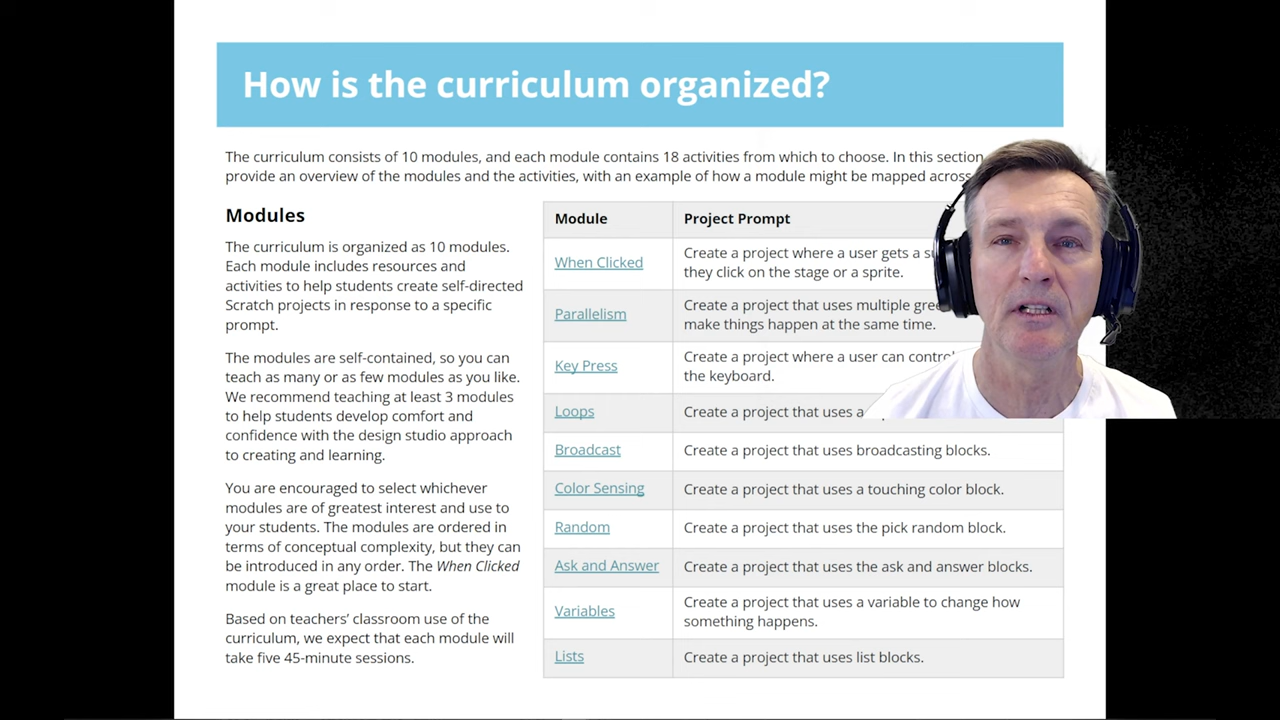 How is the curriculum organized?
The curriculum consists of 10 modules, and each module contains 18 activities from which to choose. In this section
provide an overview of the modules and the activities, with an example of how a module might be mapped across
Modules
The curriculum is organized as 10 modules.
Each module includes resources and
activities to help students create self-directed
Scratch projects in response to a specific
prompt.
The modules are self-contained, so you can
teach as many or as few modules as you like.
We recommend teaching at least 3 modules
to help students develop comfort and
confidence with the design studio approach
to creating and learning.
You are encouraged to select whichever
modules are of greatest interest and use to
your students. The modules are ordered in
terms of conceptual complexity, but they can
be introduced in any order. The When Clicked
module is a great place to start.
Based on teachers' classroom use of the
curriculum, we expect that each module will
take five 45-minute sessions.
Module Project Prompt
When Clicked Create a project where a user gets a
they click on the stage or a sprite.
Parallelism Create a project that uses multiple
make things happen at the same time.
Key Press Create a project where a user can
the keyboard.
Loops Create a project that uses a
Broadcast Create a project that uses broadcasting blocks.
Color Sensing Create a project that uses a touching color block.
Random Create a project that uses the pick random block.
Ask and Answer Create a project that uses the ask and answer blocks.
Variables Create a project that uses a variable to change how
something happens.
Lists Create a project that uses list blocks.